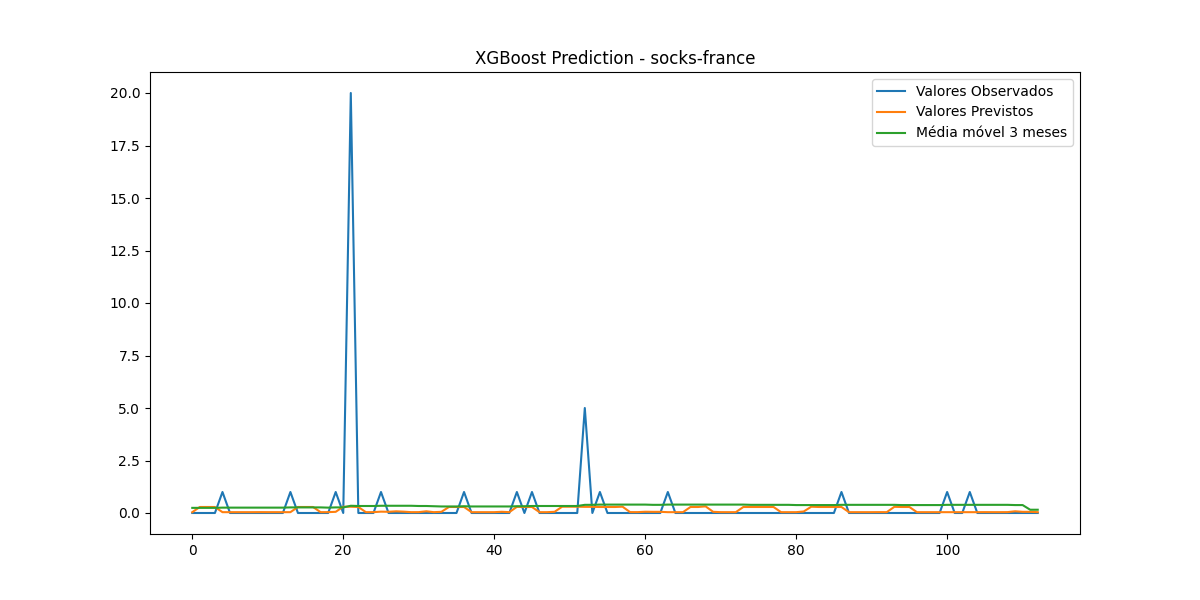 XGBoost Prediction - socks-france
Valores Observados
Valores Previstos
Média móvel 3 meses
20.0
17.5
15.0
12.5
10.0
7.5
5.0
2.5
0.0
0 20 40 60 80 100